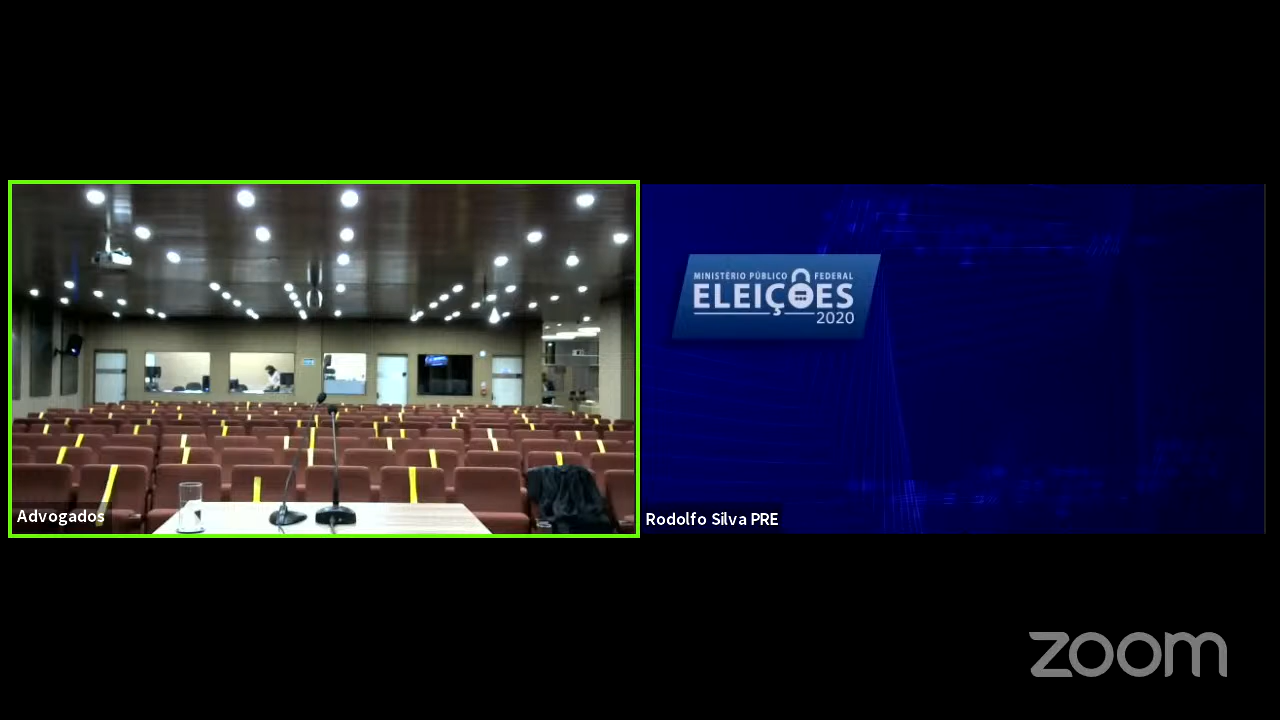 MINISTÉRIO PÚBLICO FEDERAL
ELEIÇÕES
2020
Advogados
Rodolfo Silva PRE
zoom